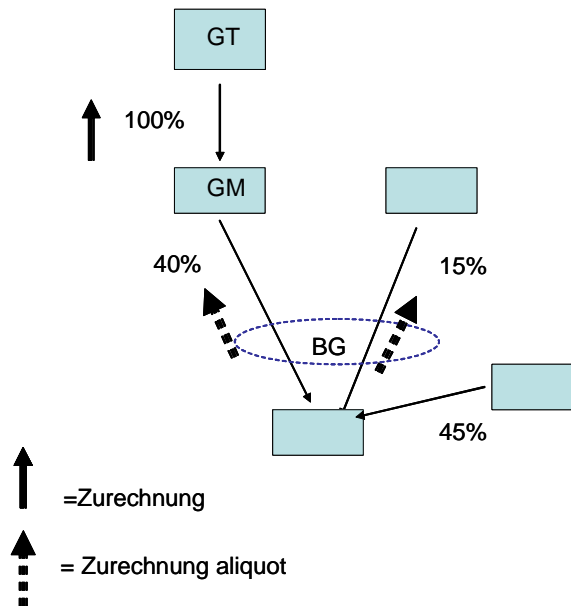 GT
100%
GM
40%
15%
BG
45%
=Zurechnung
= Zurechnung aliquot